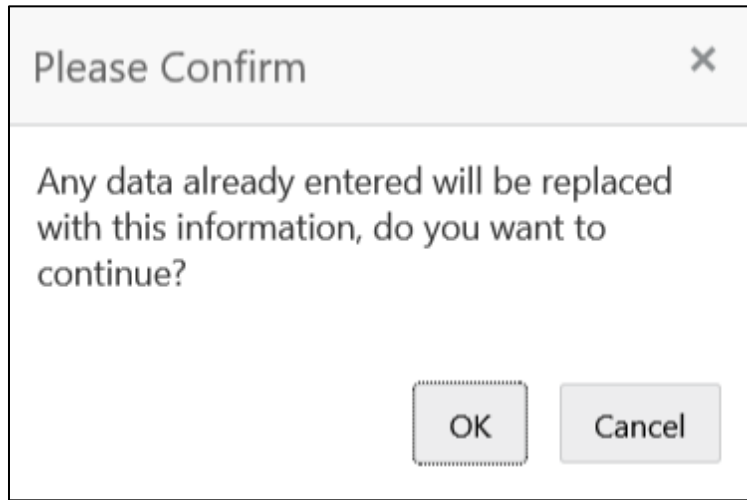 Please Confirm
Any data already entered will be replaced
with this information, do you want to
continue?
OK Cancel